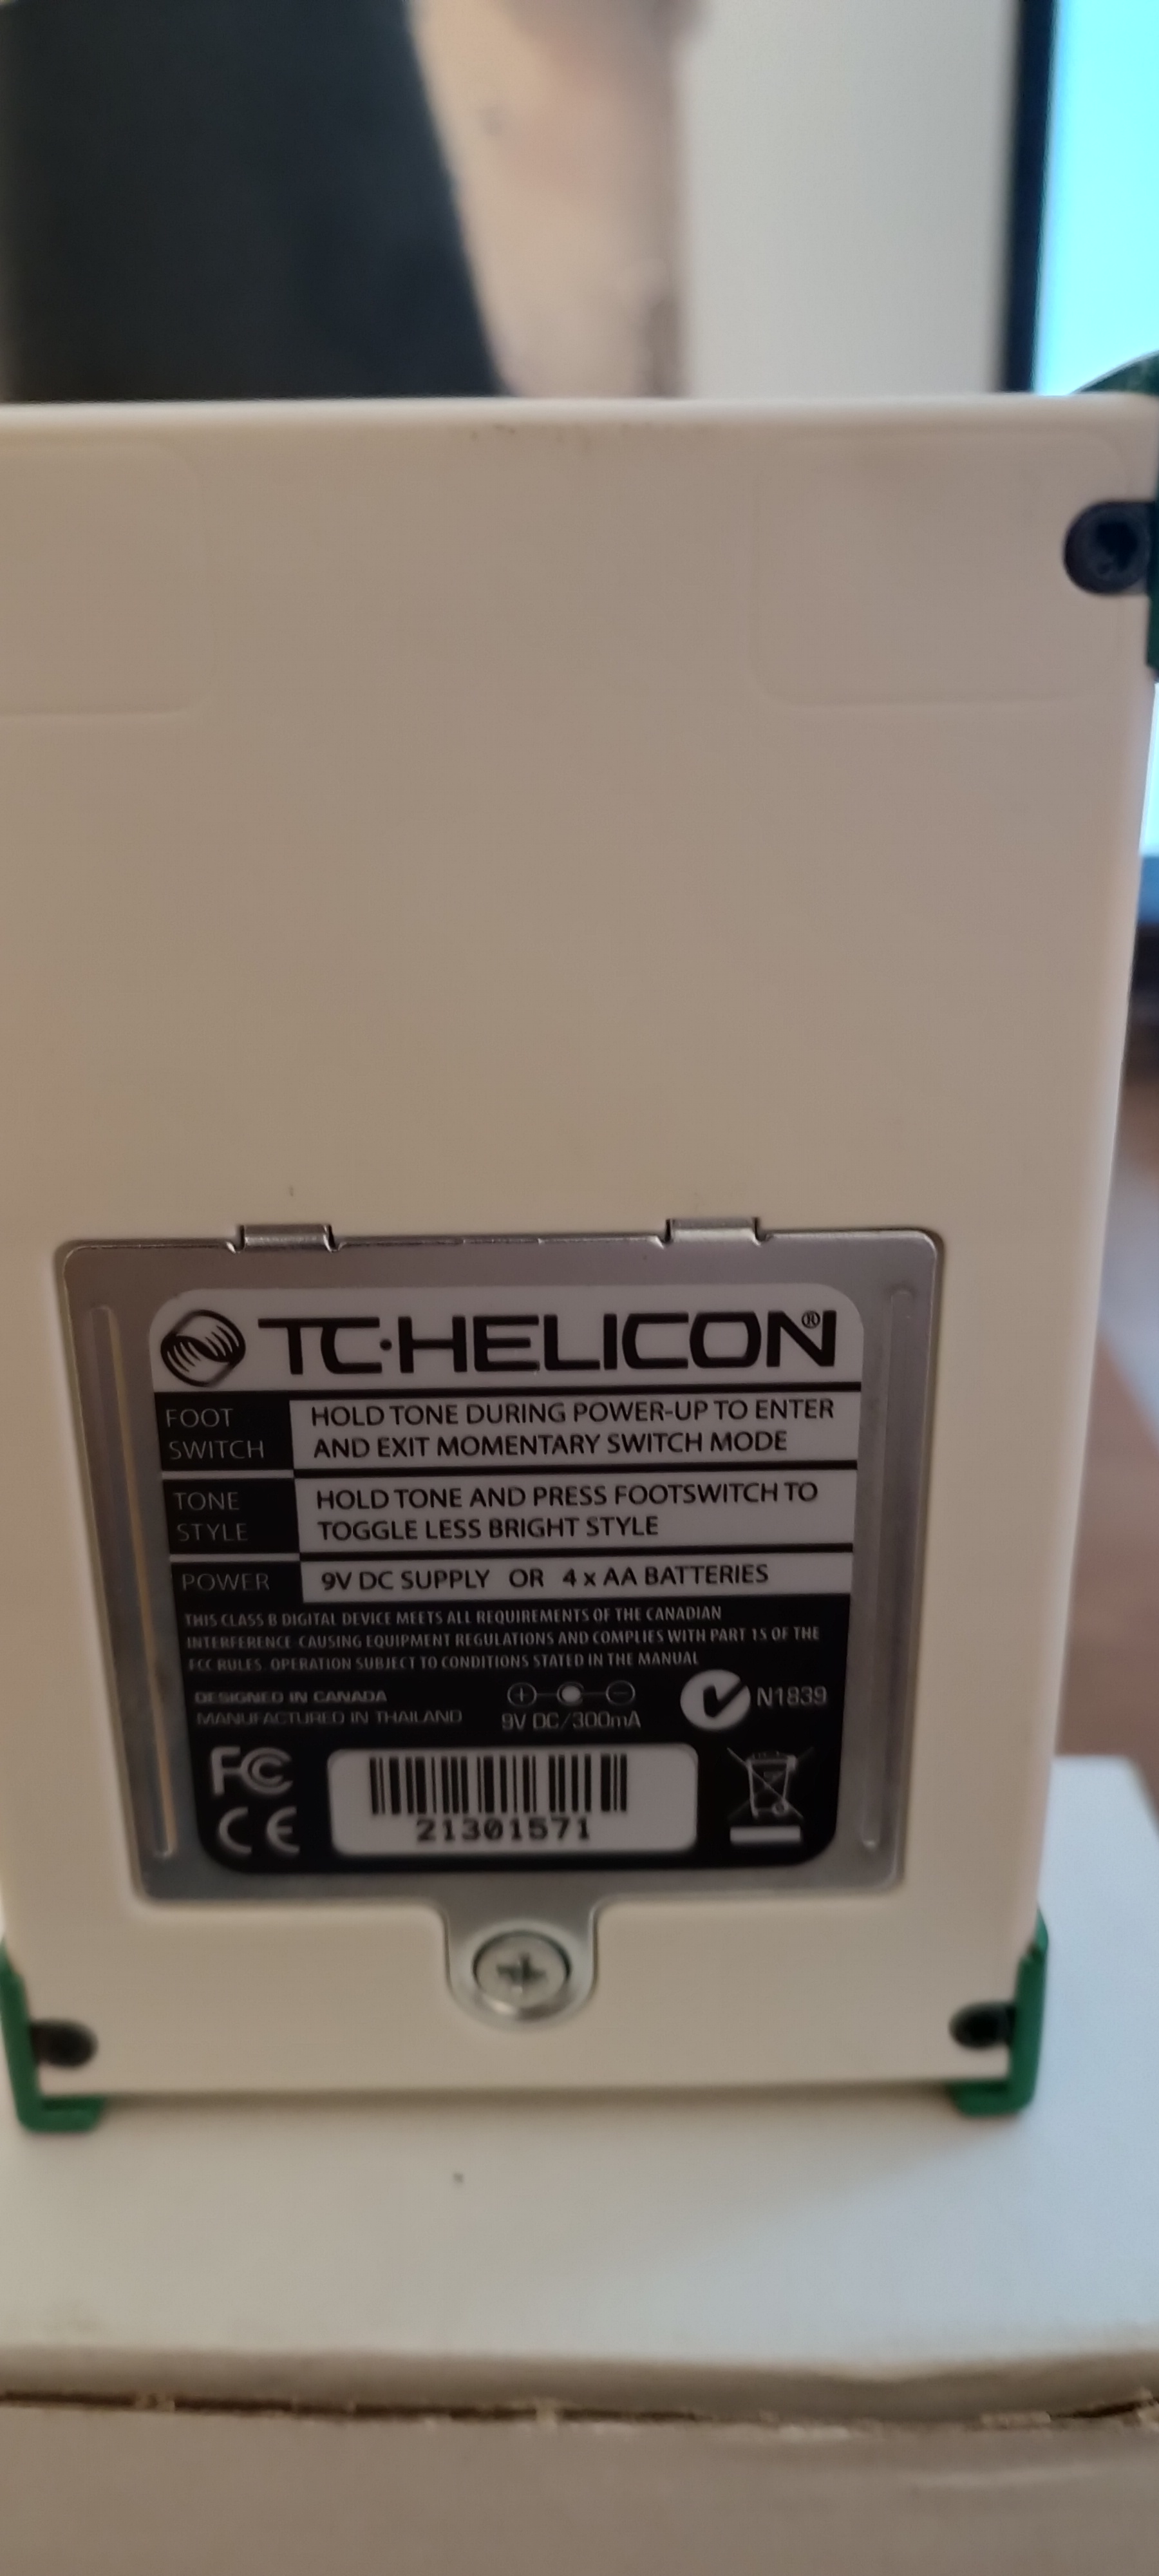 TC·HELICON®
FOOT SWITCH
HOLD TONE DURING POWER-UP TO ENTER
AND EXIT MOMENTARY SWITCH MODE
TONE STYLE
HOLD TONE AND PRESS FOOTSWITCH TO
TOGGLE LESS BRIGHT STYLE
POWER
9V DC SUPPLY OR 4 x AA BATTERIES
THIS CLASS B DIGITAL DEVICE MEETS ALL REQUIREMENTS OF THE CANADIAN
INTERFERENCE CAUSING EQUIPMENT REGULATIONS AND COMPLIES WITH PART 15 OF THE
FCC RULES. OPERATION SUBJECT TO CONDITIONS STATED IN THE MANUAL
DESIGNED IN CANADA
MANUFACTURED IN THAILAND
9V DC/300mA
N1839
FC
CE
21301571